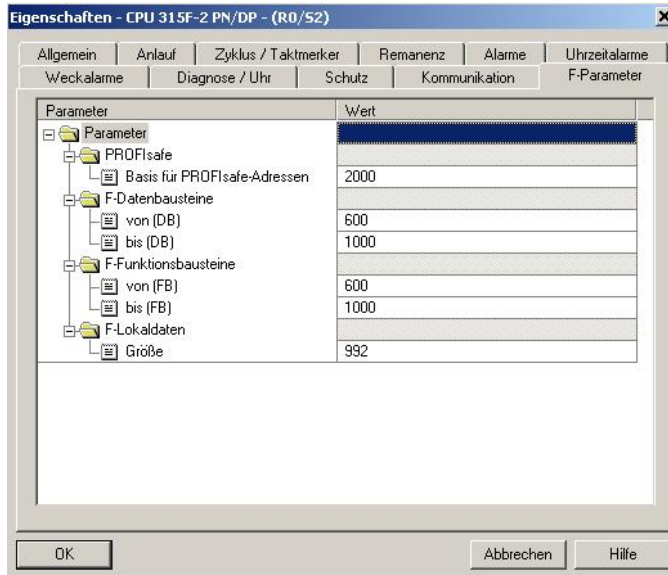 Eigenschaften - CPU 315F-2 PN/DP - (R0/S2)
Allgemein Anlauf Zyklus / Taktmerker Remanenz Alarme Uhrzeitalarme
Weckalarme Diagnose / Uhr Schutz Kommunikation F-Parameter
Parameter Wert
Parameter
PROFIsafe
Basis für PROFIsafe-Adressen 2000
F-Datenbausteine
von (DB) 600
bis (DB) 1000
F-Funktionsbausteine
von (FB) 600
bis (FB) 1000
F-Lokaldaten
Größe 992
OK Abbrechen Hilfe